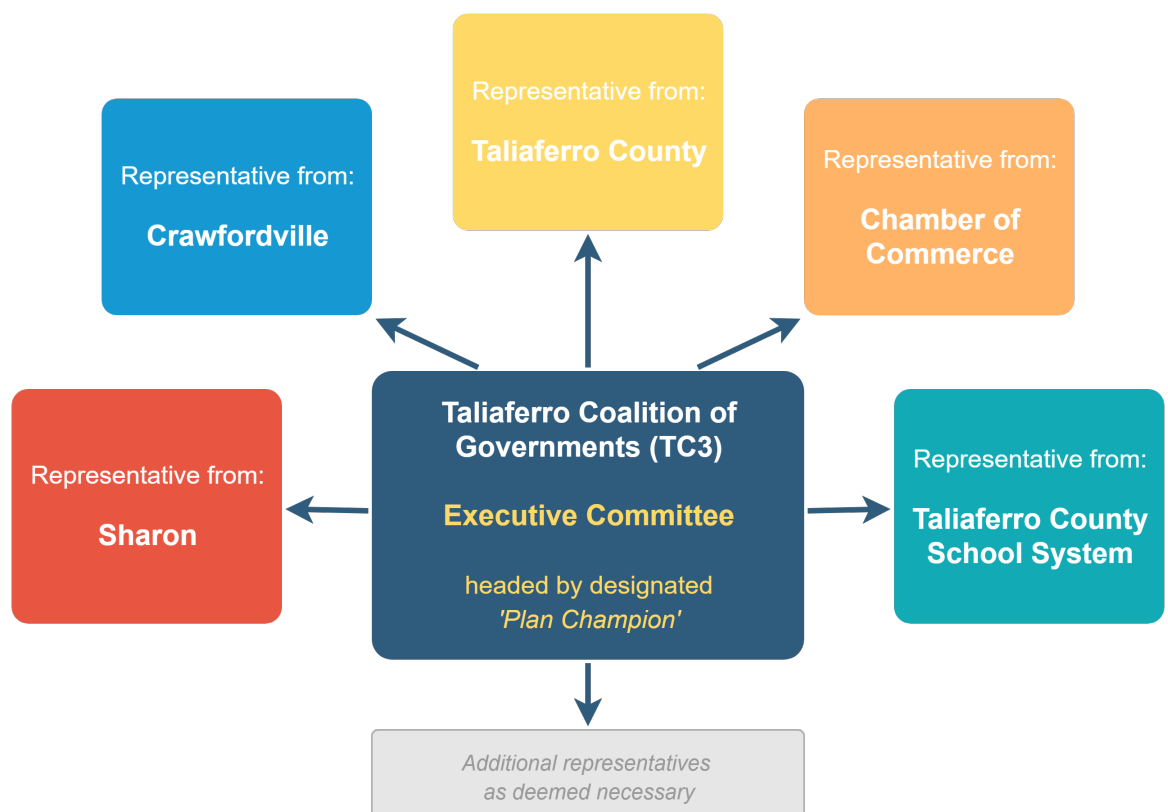 Representative from:
Taliaferro County
Representative from:
Crawfordville
Representative from:
Chamber of
Commerce
Taliaferro Coalition of
Governments (TC3)
Executive Committee
headed by designated
'Plan Champion'
Representative from:
Sharon
Representative from:
Taliaferro County
School System
Additional representatives
as deemed necessary